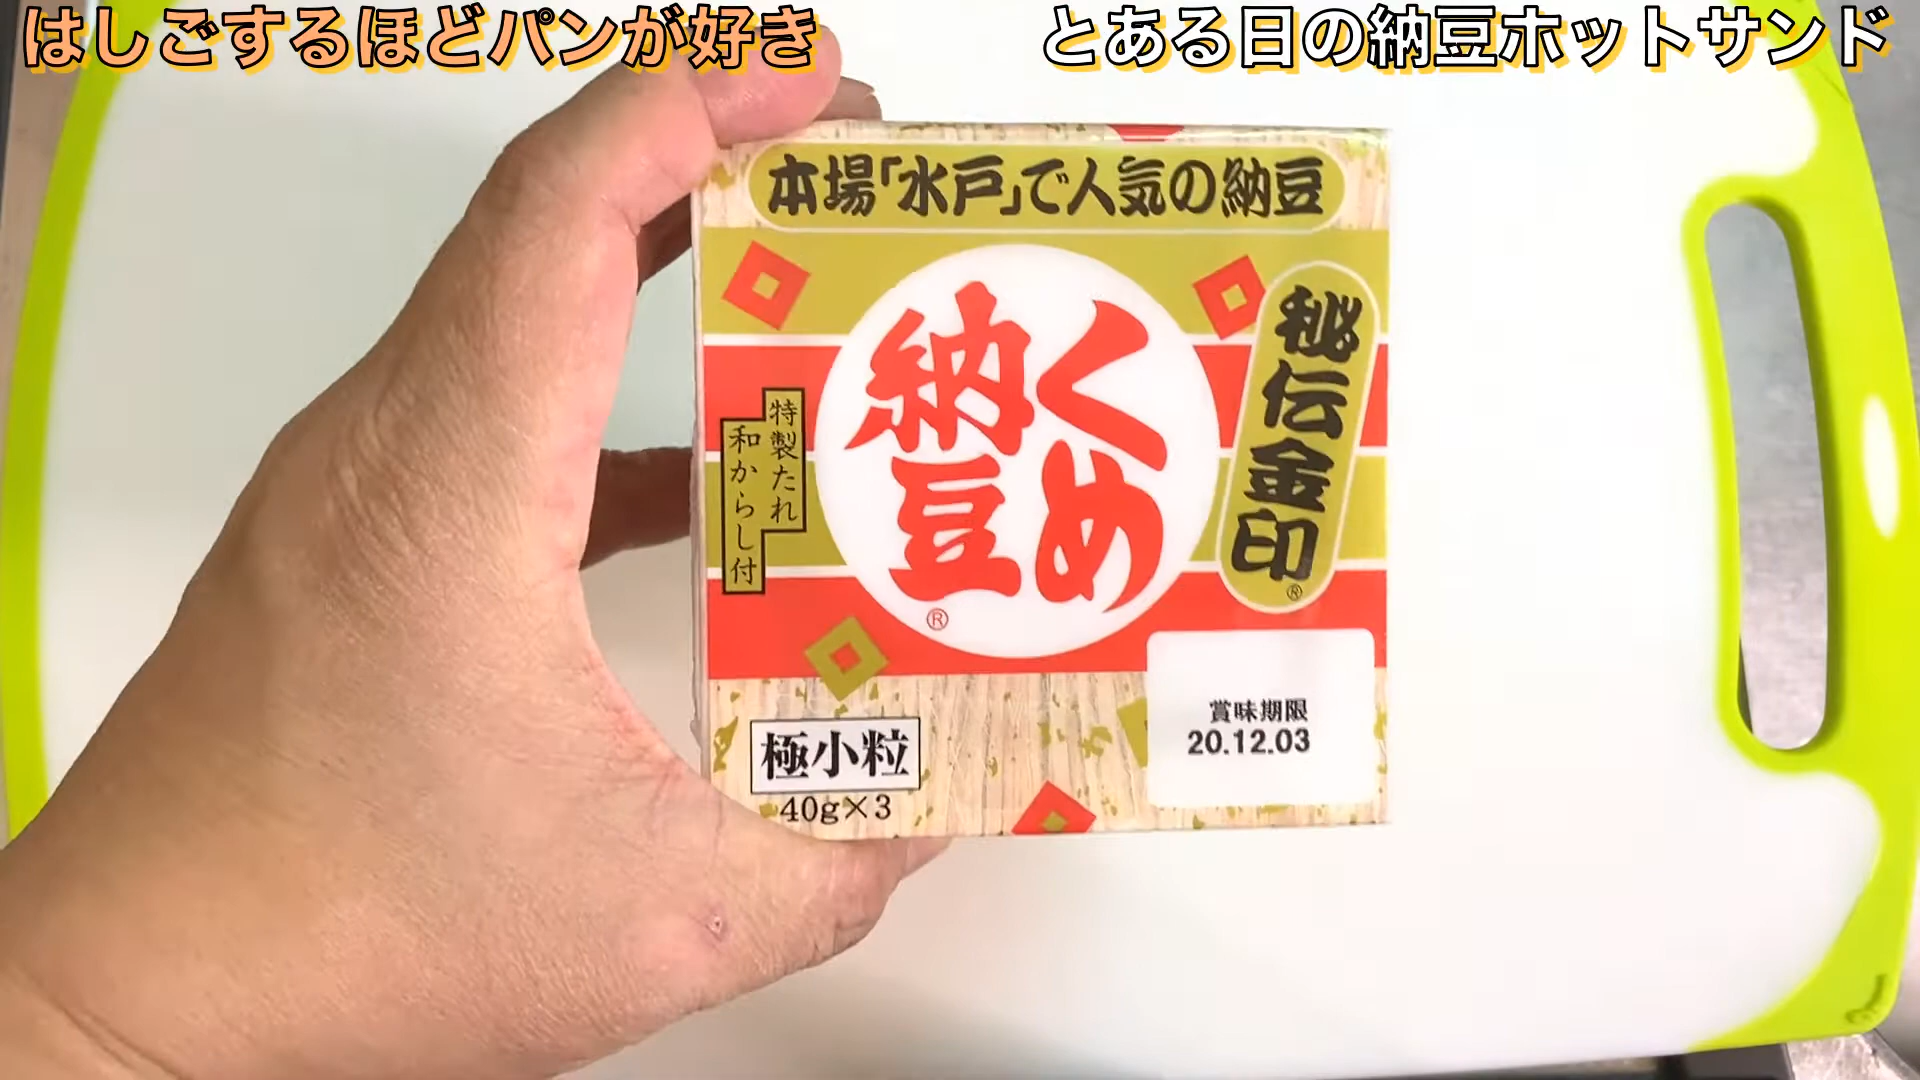 はしごするほどパンが好き
とある日の納豆ホットサンド
本場「水戸」で人気の納豆
くめ
納豆
®
秘伝金印
®
特製たれ
和からし付
極小粒
40g×3
賞味期限
20.12.03